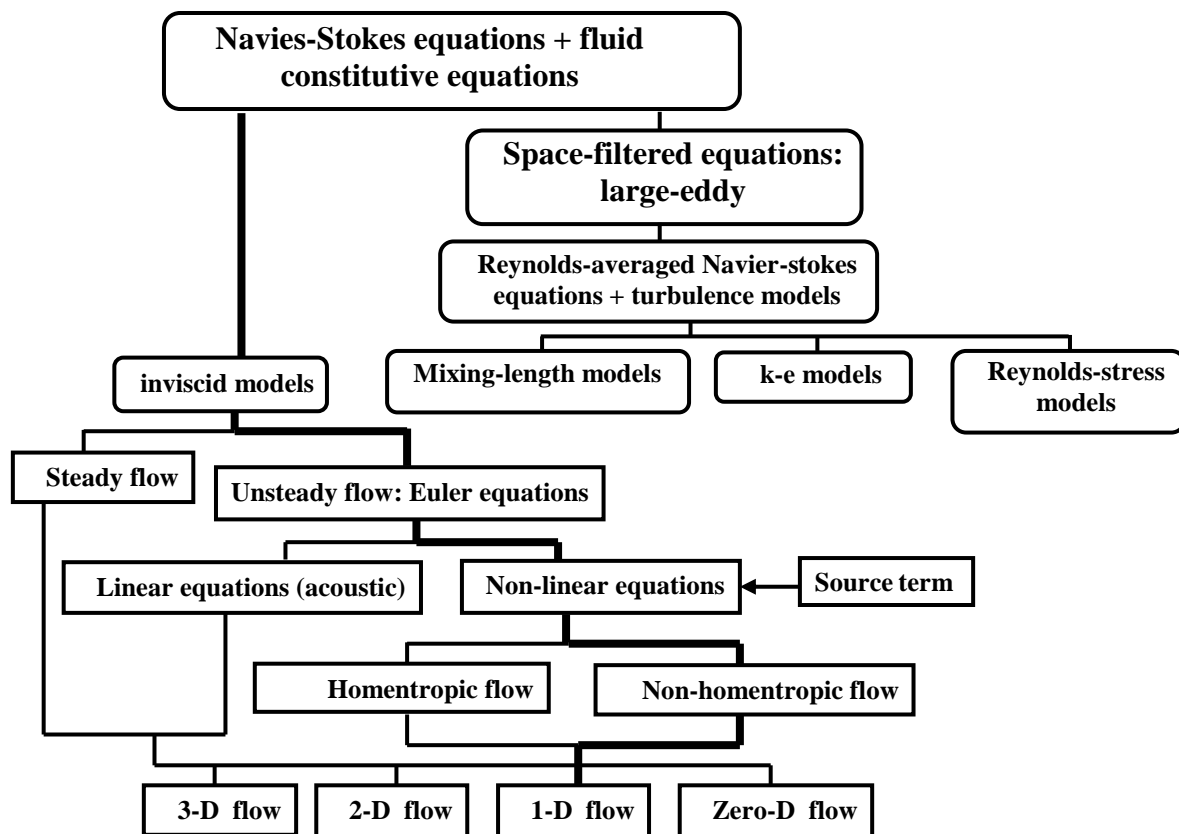 Navies-Stokes equations + fluid
constitutive equations
Space-filtered equations:
large-eddy
Reynolds-averaged Navier-stokes
equations + turbulence models
inviscid models
Mixing-length models
k-e models
Reynolds-stress
models
Steady flow
Unsteady flow: Euler equations
Linear equations (acoustic)
Non-linear equations
Source term
Homentropic flow
Non-homentropic flow
3-D flow
2-D flow
1-D flow
Zero-D flow